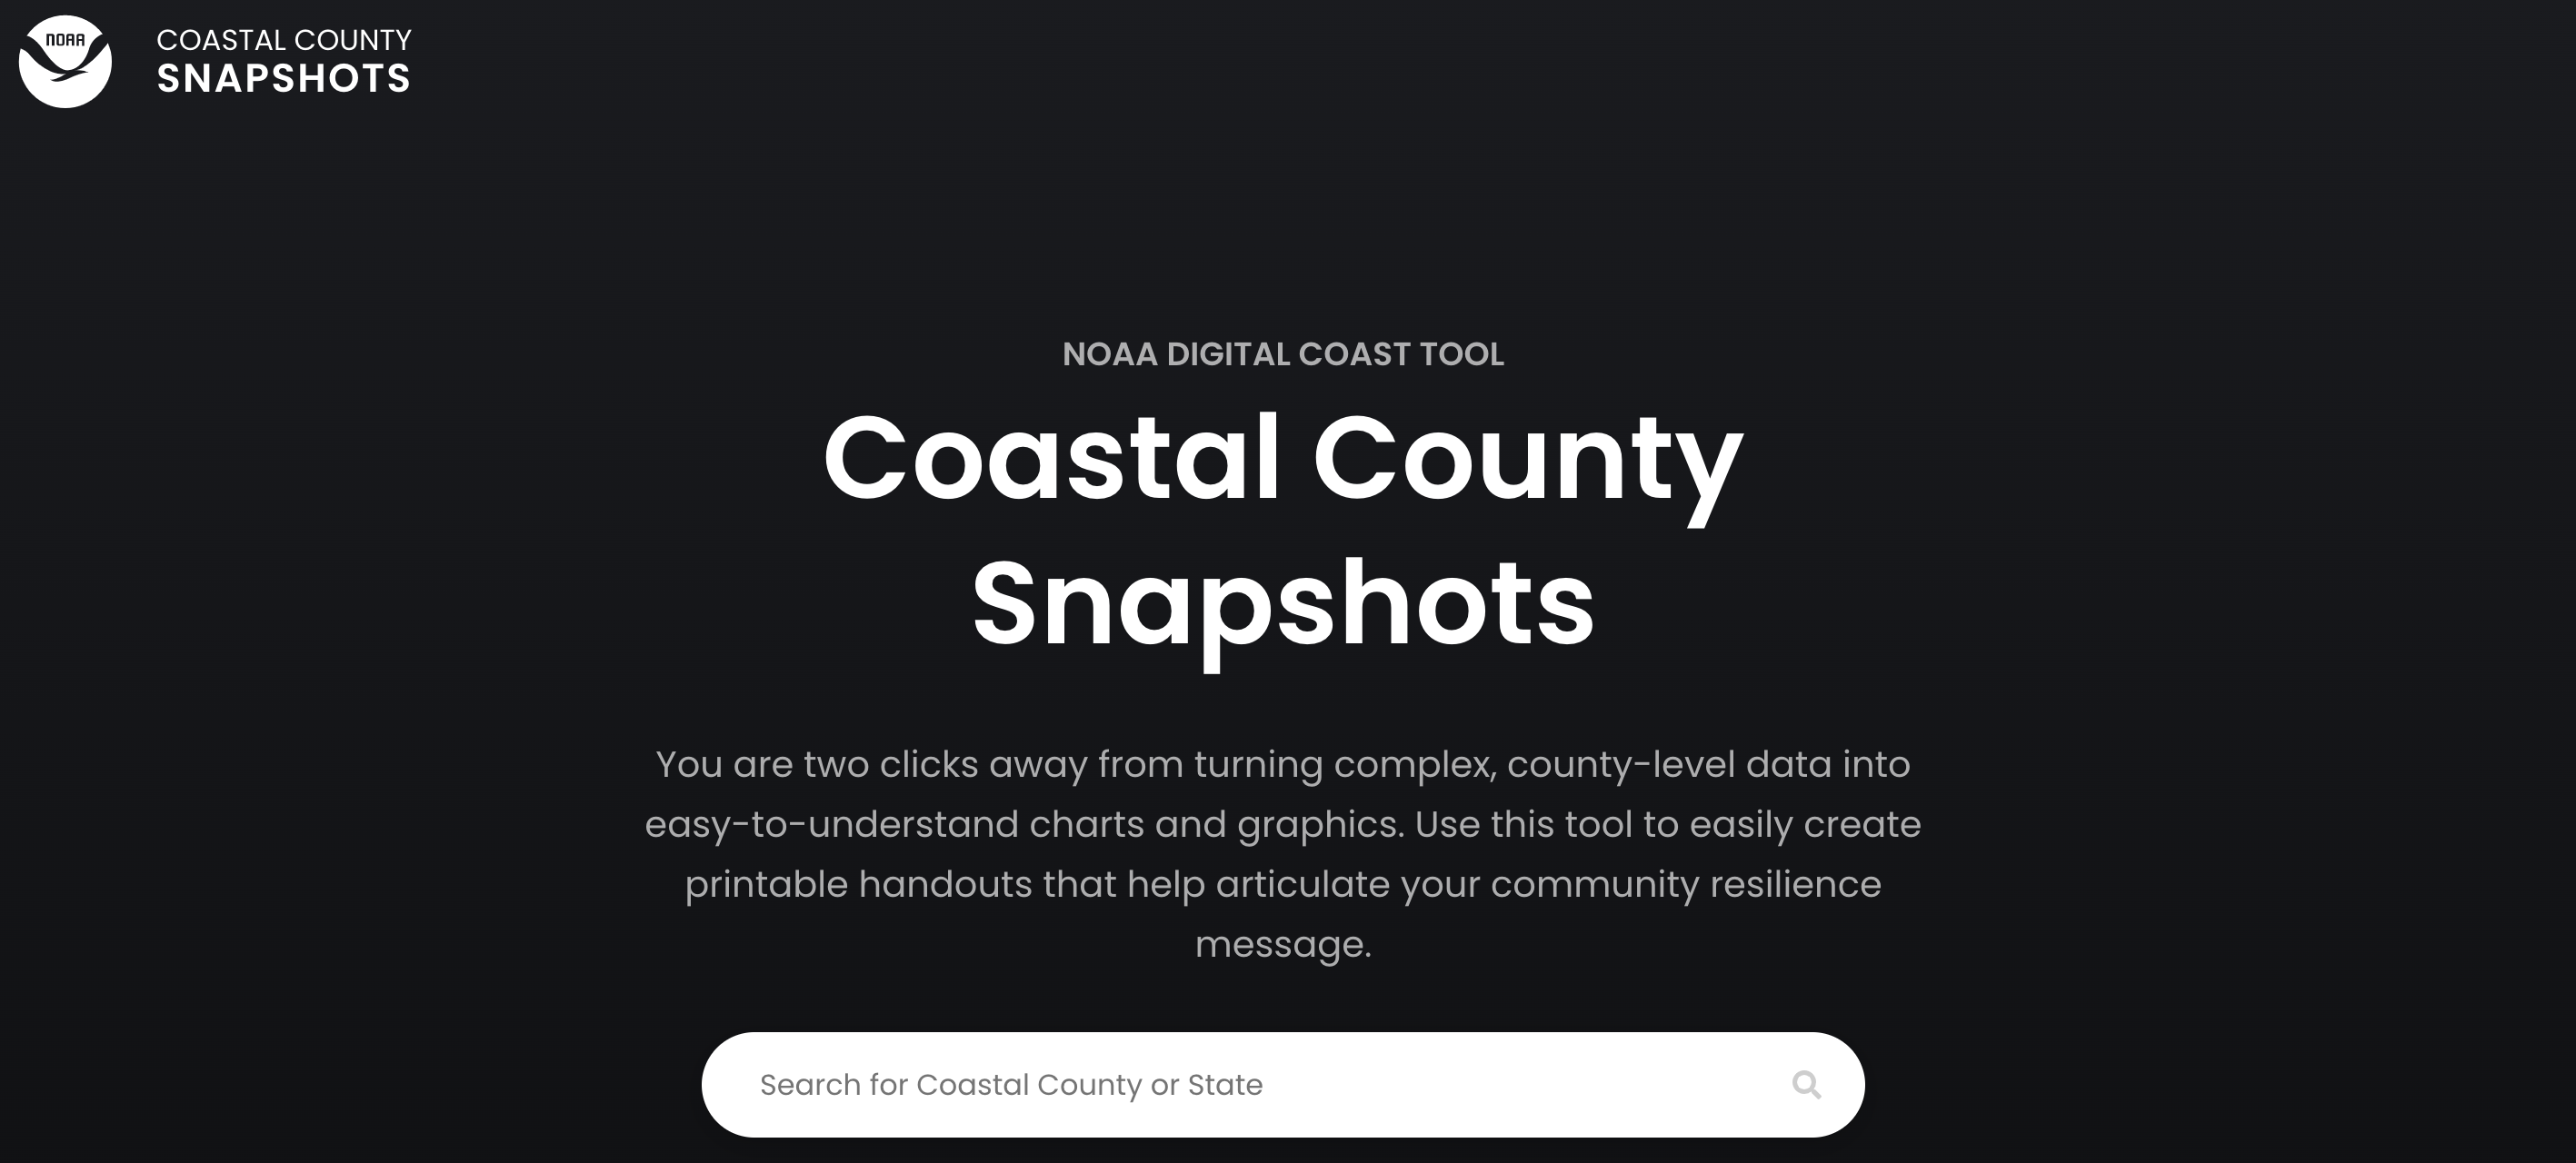 NOAA
COASTAL COUNTY
SNAPSHOTS
NOAA DIGITAL COAST TOOL
Coastal County
Snapshots
You are two clicks away from turning complex, county-level data into
easy-to-understand charts and graphics. Use this tool to easily create
printable handouts that help articulate your community resilience
message.
Search for Coastal County or State